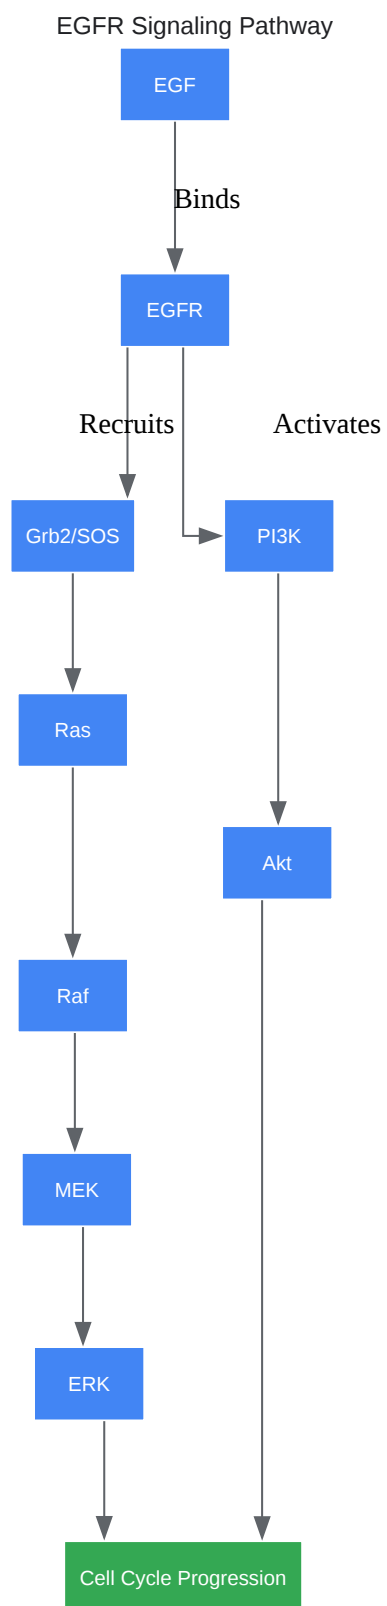 EGFR Signaling Pathway
EGF
Binds
EGFR
Recruits
Activates
Grb2/SOS
PI3K
Ras
Akt
Raf
MEK
ERK
Cell Cycle Progression